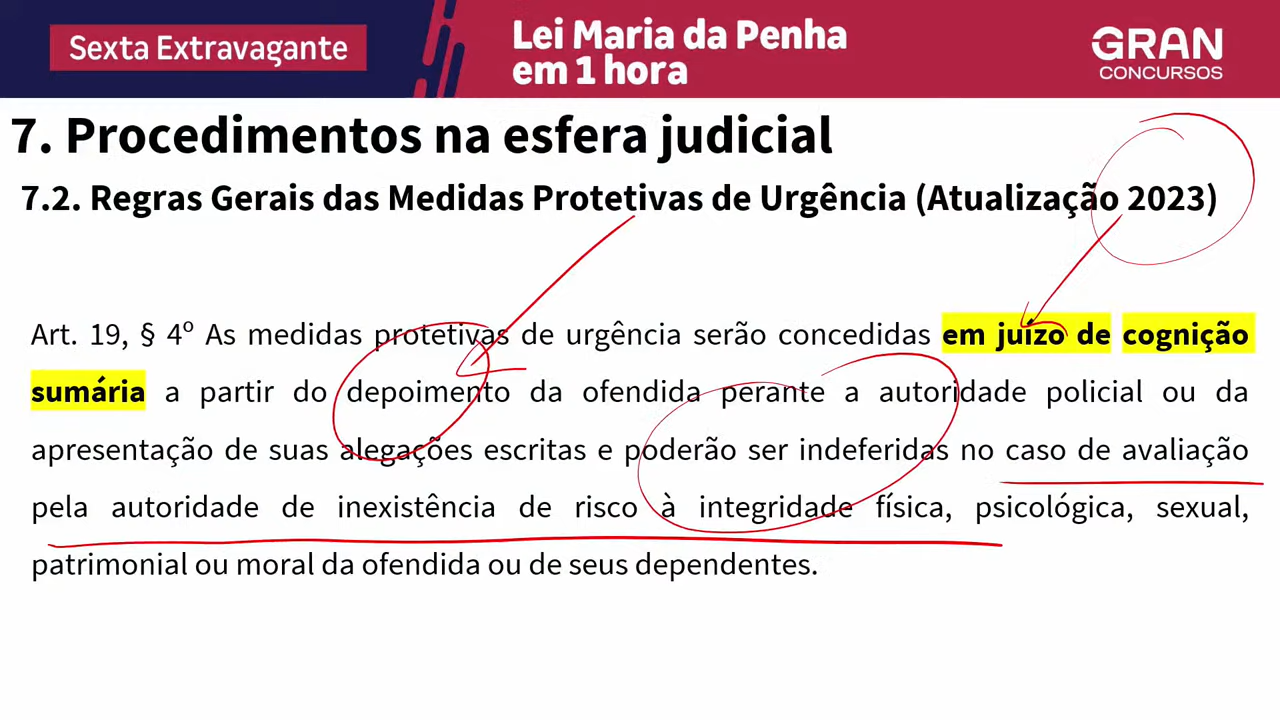 Sexta Extravagante
Lei Maria da Penha
em 1 hora
GRAN
CONCURSOS
7. Procedimentos na esfera judicial
7.2. Regras Gerais das Medidas Protetivas de Urgência (Atualização 2023)
Art. 19, § 4º As medidas protetivas de urgência serão concedidas em juízo de cognição
sumária a partir do depoimento da ofendida perante a autoridade policial ou da
apresentação de suas alegações escritas e poderão ser indeferidas no caso de avaliação
pela autoridade de inexistência de risco à integridade física, psicológica, sexual,
patrimonial ou moral da ofendida ou de seus dependentes.